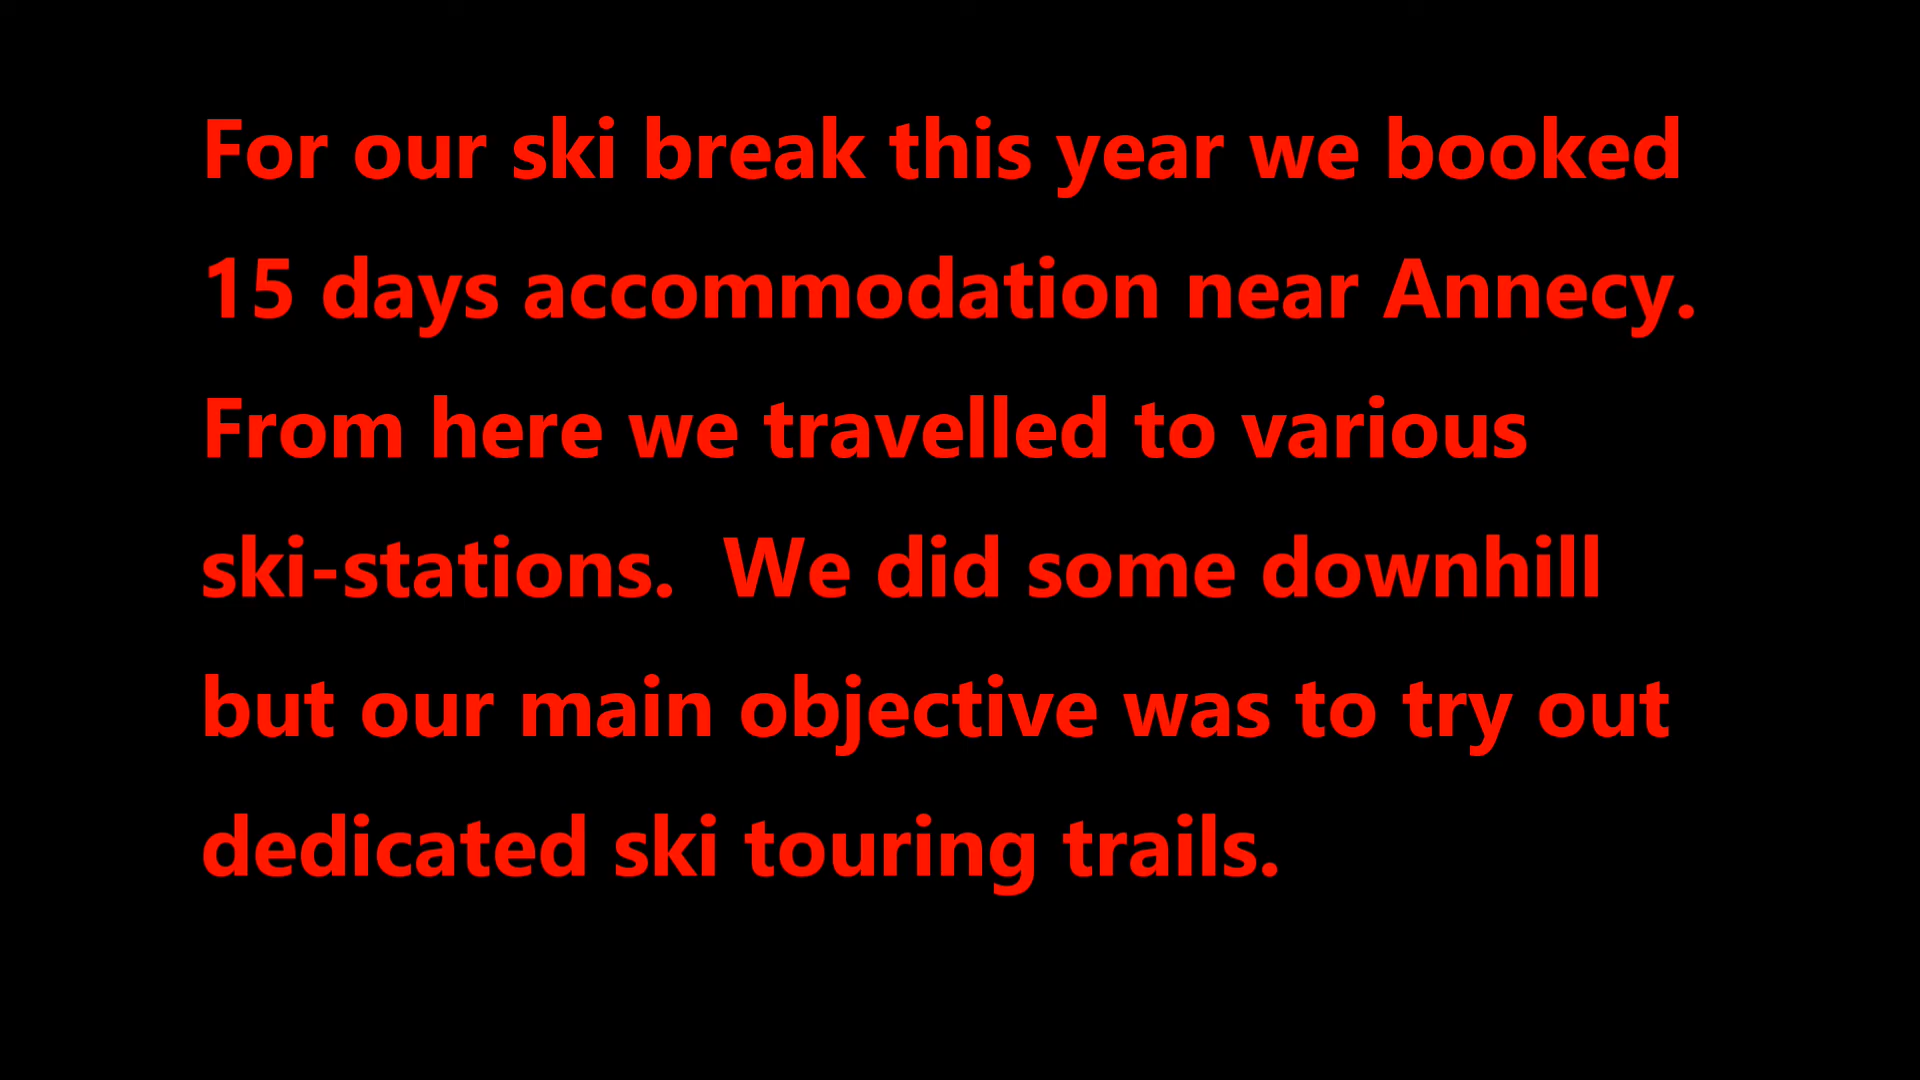 For our ski break this year we booked
15 days accommodation near Annecy.
From here we travelled to various
ski-stations.  We did some downhill
but our main objective was to try out
dedicated ski touring trails.